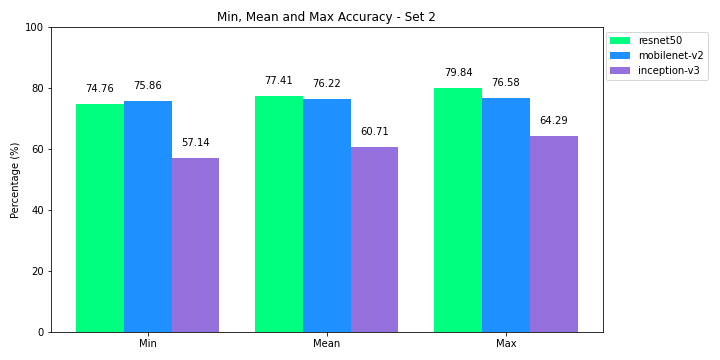 Min, Mean and Max Accuracy - Set 2
resnet50
mobilenet-v2
inception-v3
Percentage (%)
100
80
60
40
20
0
74.76
75.86
57.14
77.41
76.22
60.71
79.84
76.58
64.29
Min
Mean
Max